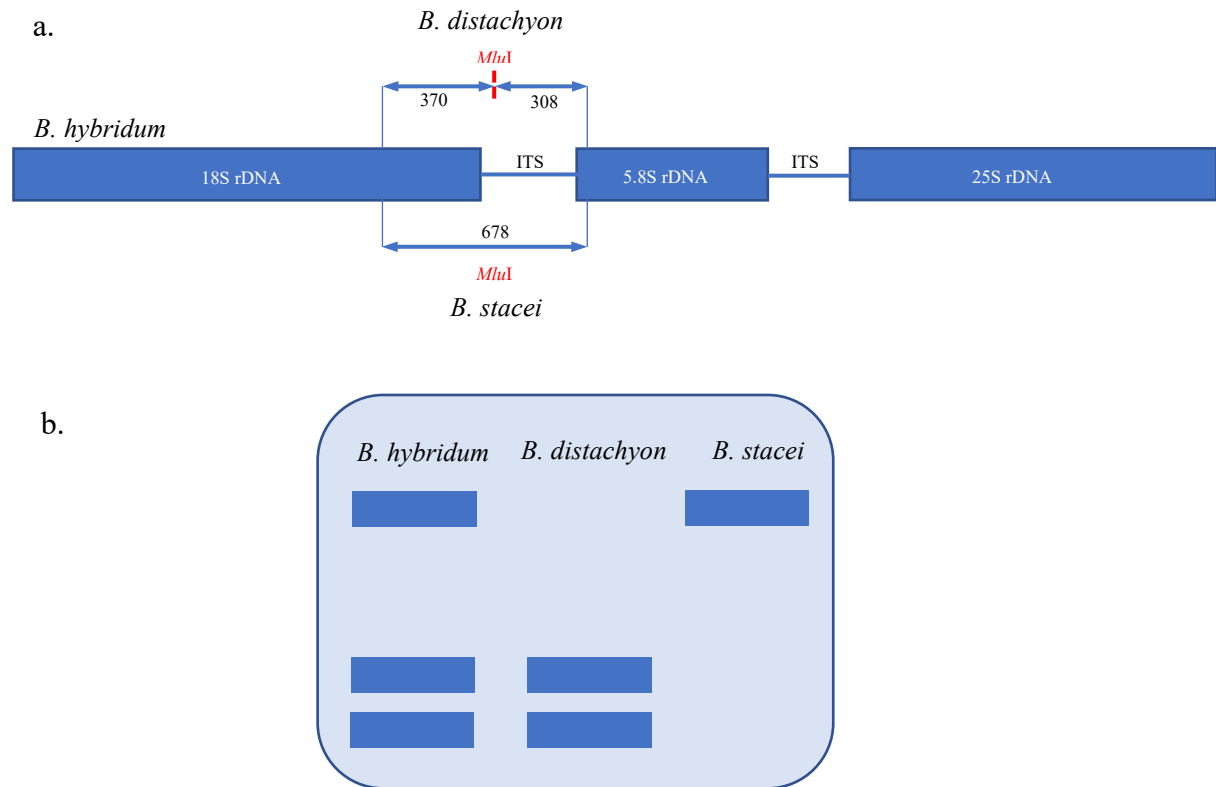 a.
B. distachyon
MluI
370 308
B. hybridum
18S rDNA ITS 5.8S rDNA ITS 25S rDNA
678
MluI
B. stacei
b.
B. hybridum B. distachyon B. stacei